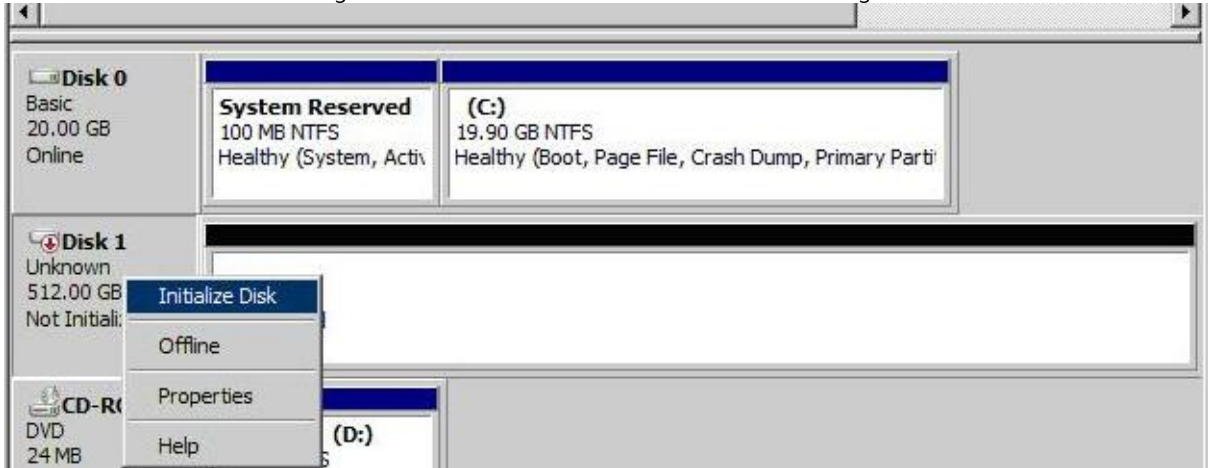 Disk 0
Basic
20.00 GB
Online
System Reserved
100 MB NTFS
Healthy (System, Activ
(C:)
19.90 GB NTFS
Healthy (Boot, Page File, Crash Dump, Primary Parti
Disk 1
Unknown
512.00 GB
Not Initiali
Initialize Disk
Offline
Properties
Help
CD-RO
DVD
24 MB
(D:)